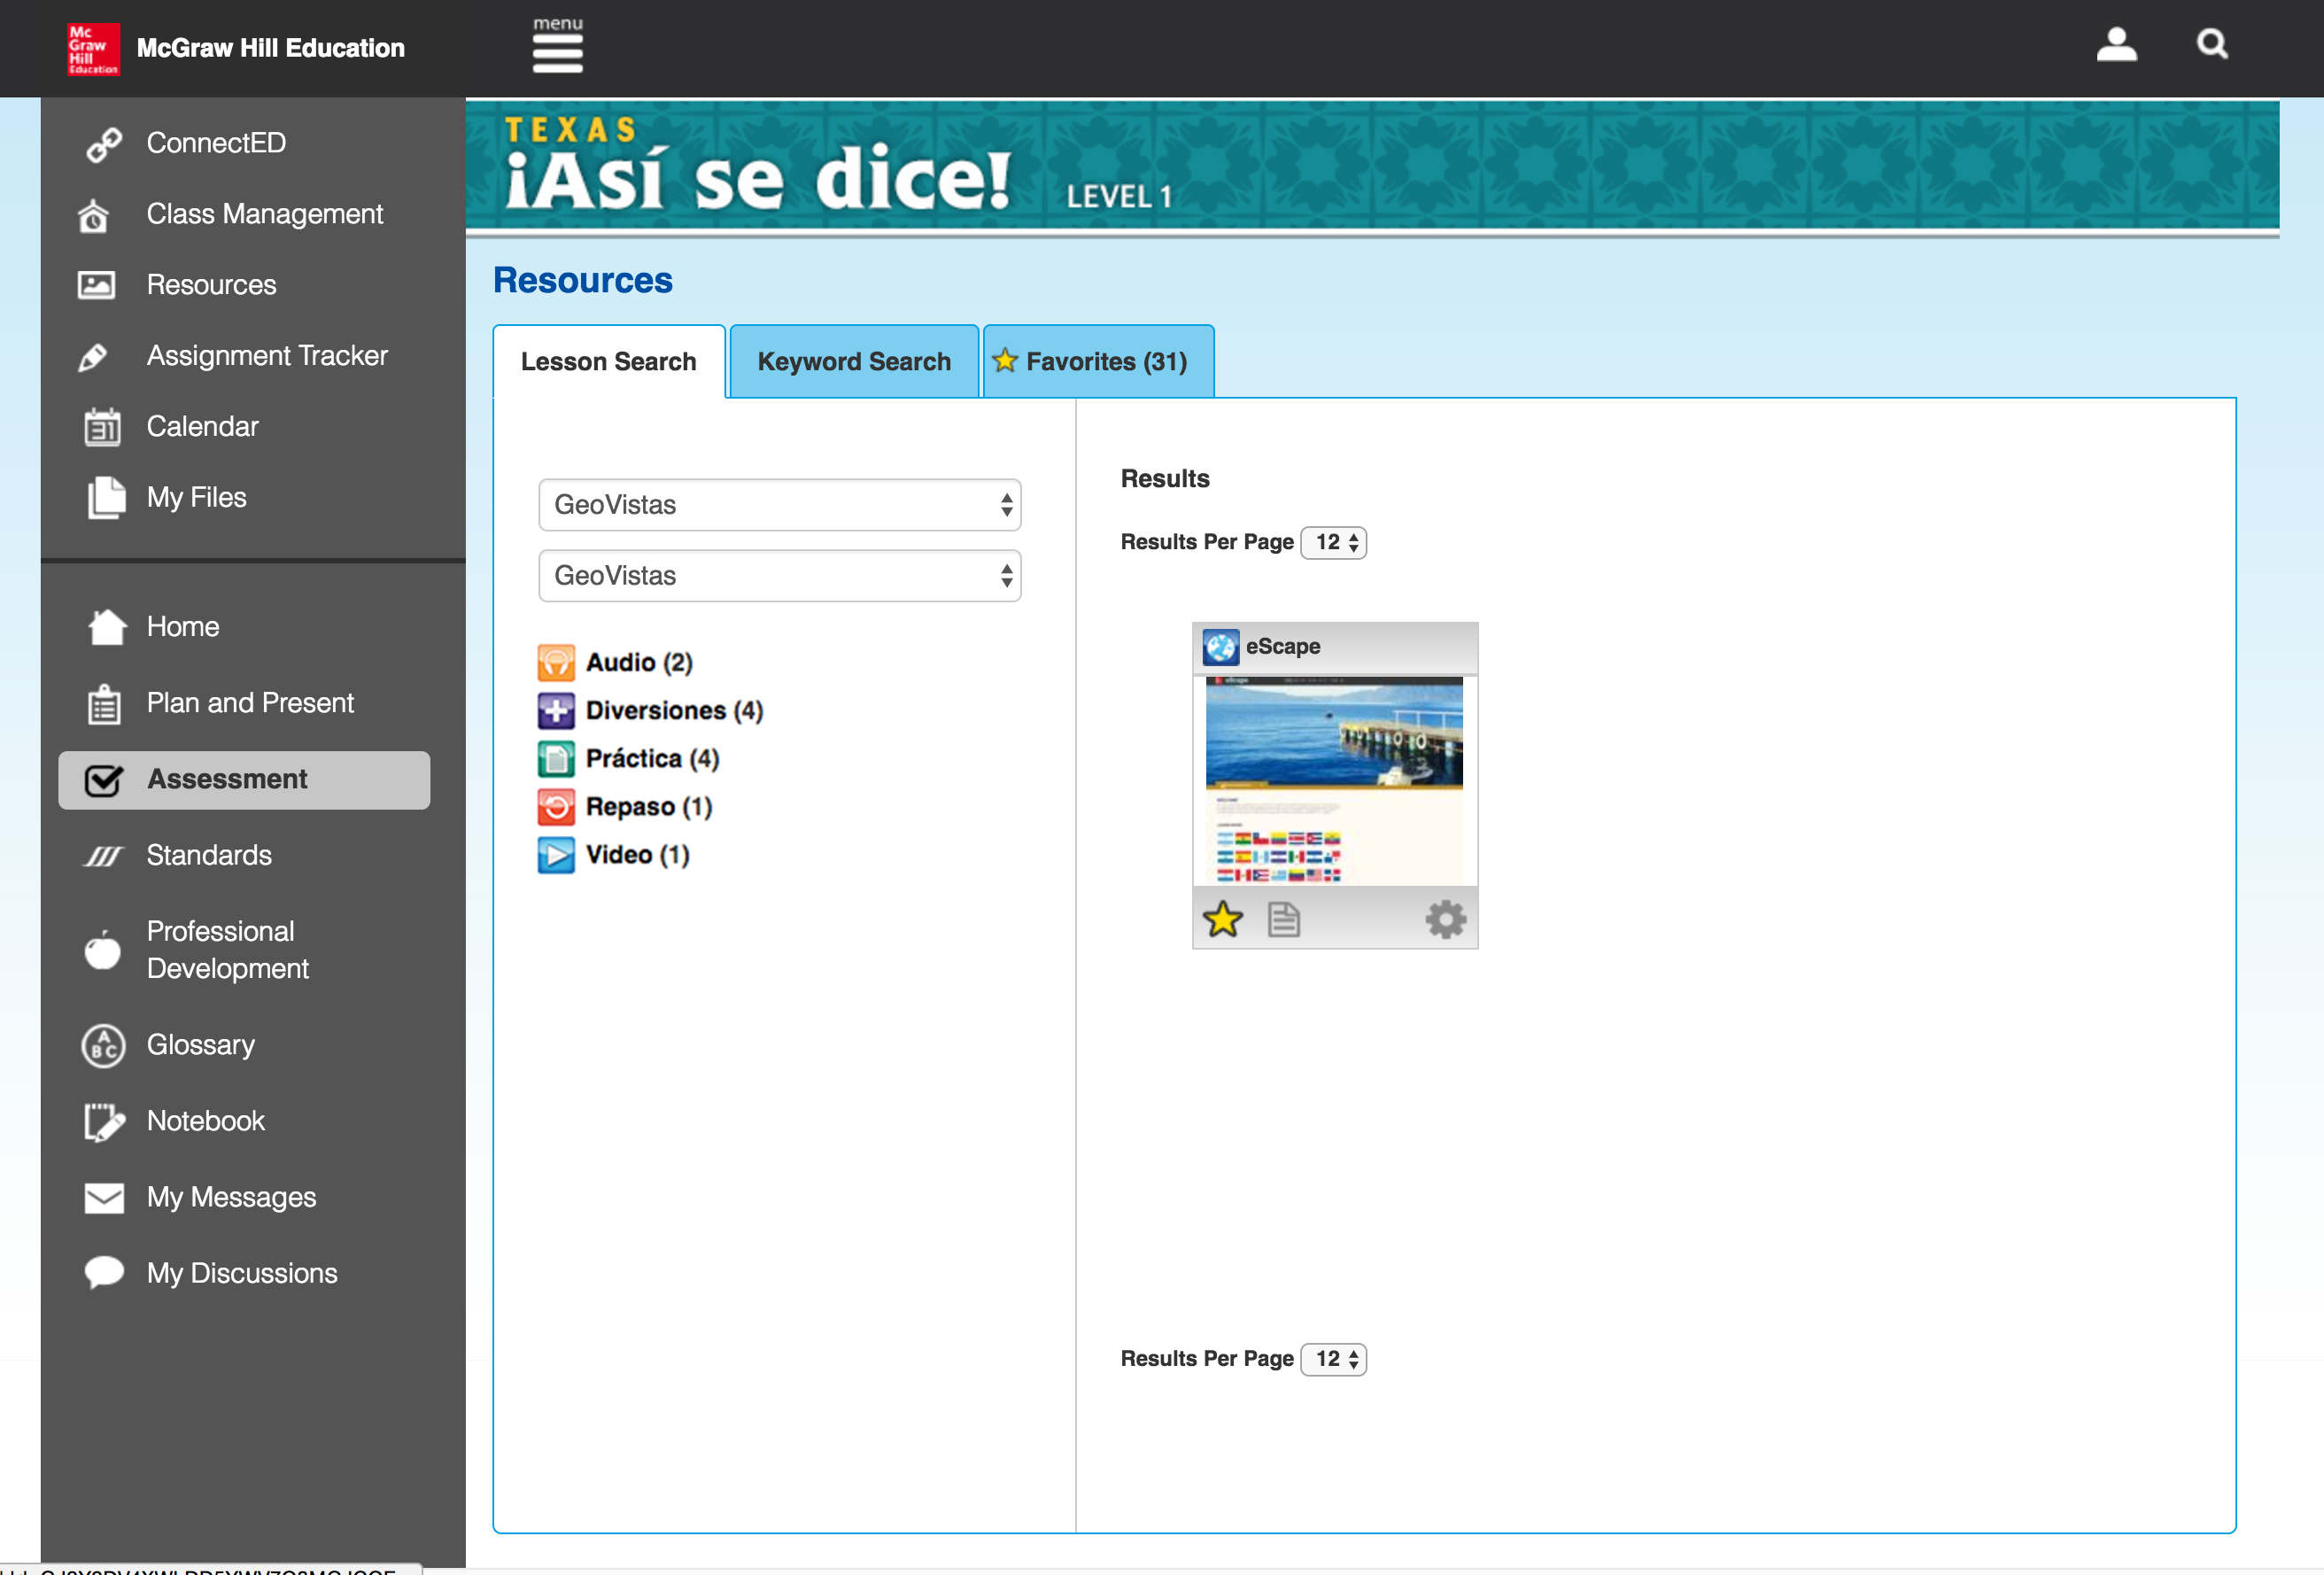 Mc
Graw
Hill
Education
McGraw Hill Education
menu
ConnectED
Class Management
Resources
Assignment Tracker
31
Calendar
My Files
Home
Plan and Present
Assessment
Standards
Professional
Development
A
B C
Glossary
Notebook
My Messages
My Discussions
TEXAS
¡Así se dice! LEVEL 1
Resources
Lesson Search
Keyword Search
Favorites (31)
GeoVistas
GeoVistas
Audio (2)
Diversiones (4)
Práctica (4)
Repaso (1)
Video (1)
Results
Results Per Page 12
eScape
Results Per Page 12